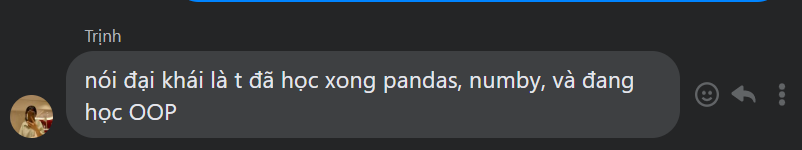 Trịnh
nói đại khái là t đã học xong pandas, numby, và đang
học OOP